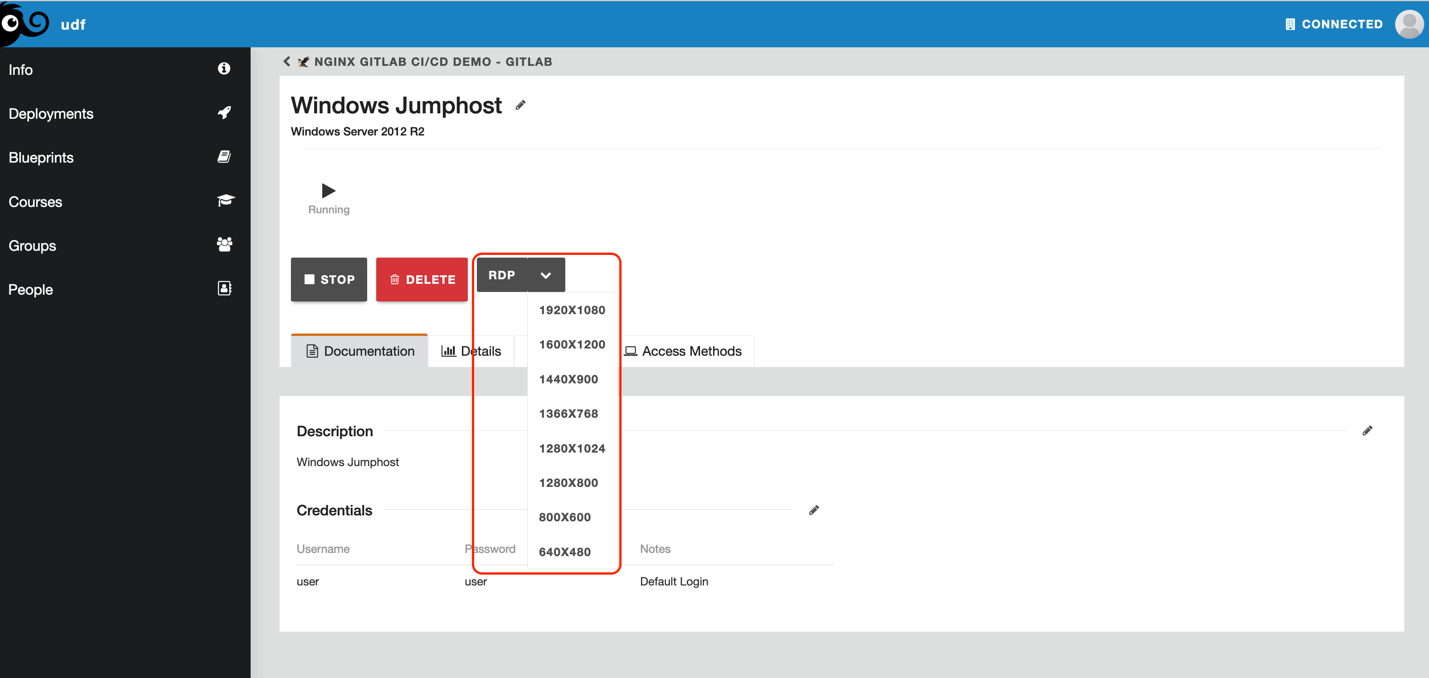 udf
CONNECTED
Info
Deployments
Blueprints
Courses
Groups
People
NGINX GITLAB CI/CD DEMO - GITLAB
Windows Jumphost
Windows Server 2012 R2
Running
STOP
DELETE
RDP
1920X1080
1600X1200
1440X900
1366X768
1280X1024
1280X800
800X600
640X480
Documentation
Details
Access Methods
Description
Windows Jumphost
Credentials
Username Password Notes
user user Default Login